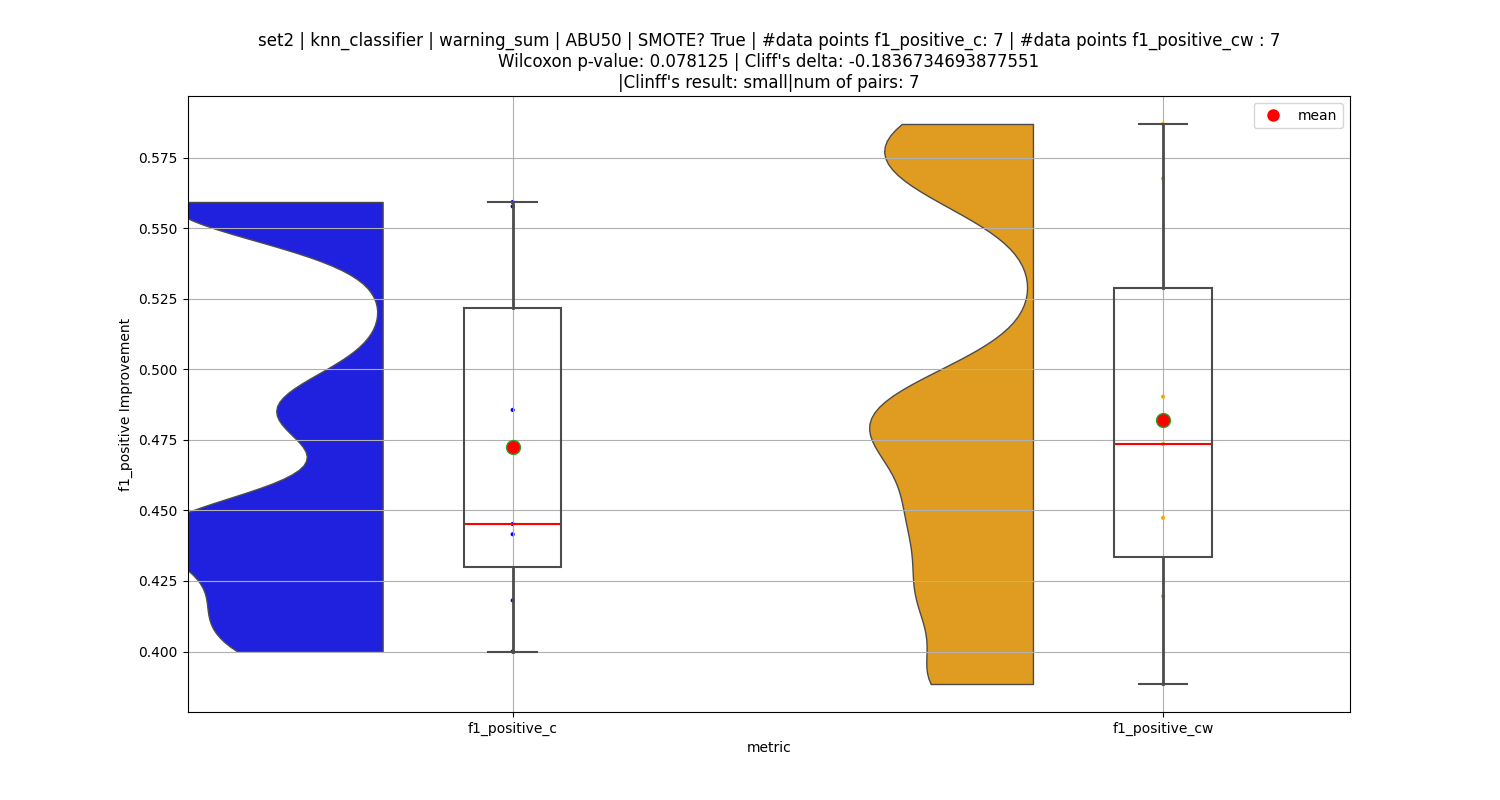 set2 | knn_classifier | warning_sum | ABU50 | SMOTE? True | #data points f1_positive_c: 7 | #data points f1_positive_cw : 7
Wilcoxon p-value: 0.078125 | Cliff's delta: -0.1836734693877551
|Clinff's result: small|num of pairs: 7
mean
0.575
0.550
0.525
0.500
0.475
0.450
0.425
0.400
f1_positive Improvement
f1_positive_c
f1_positive_cw
metric